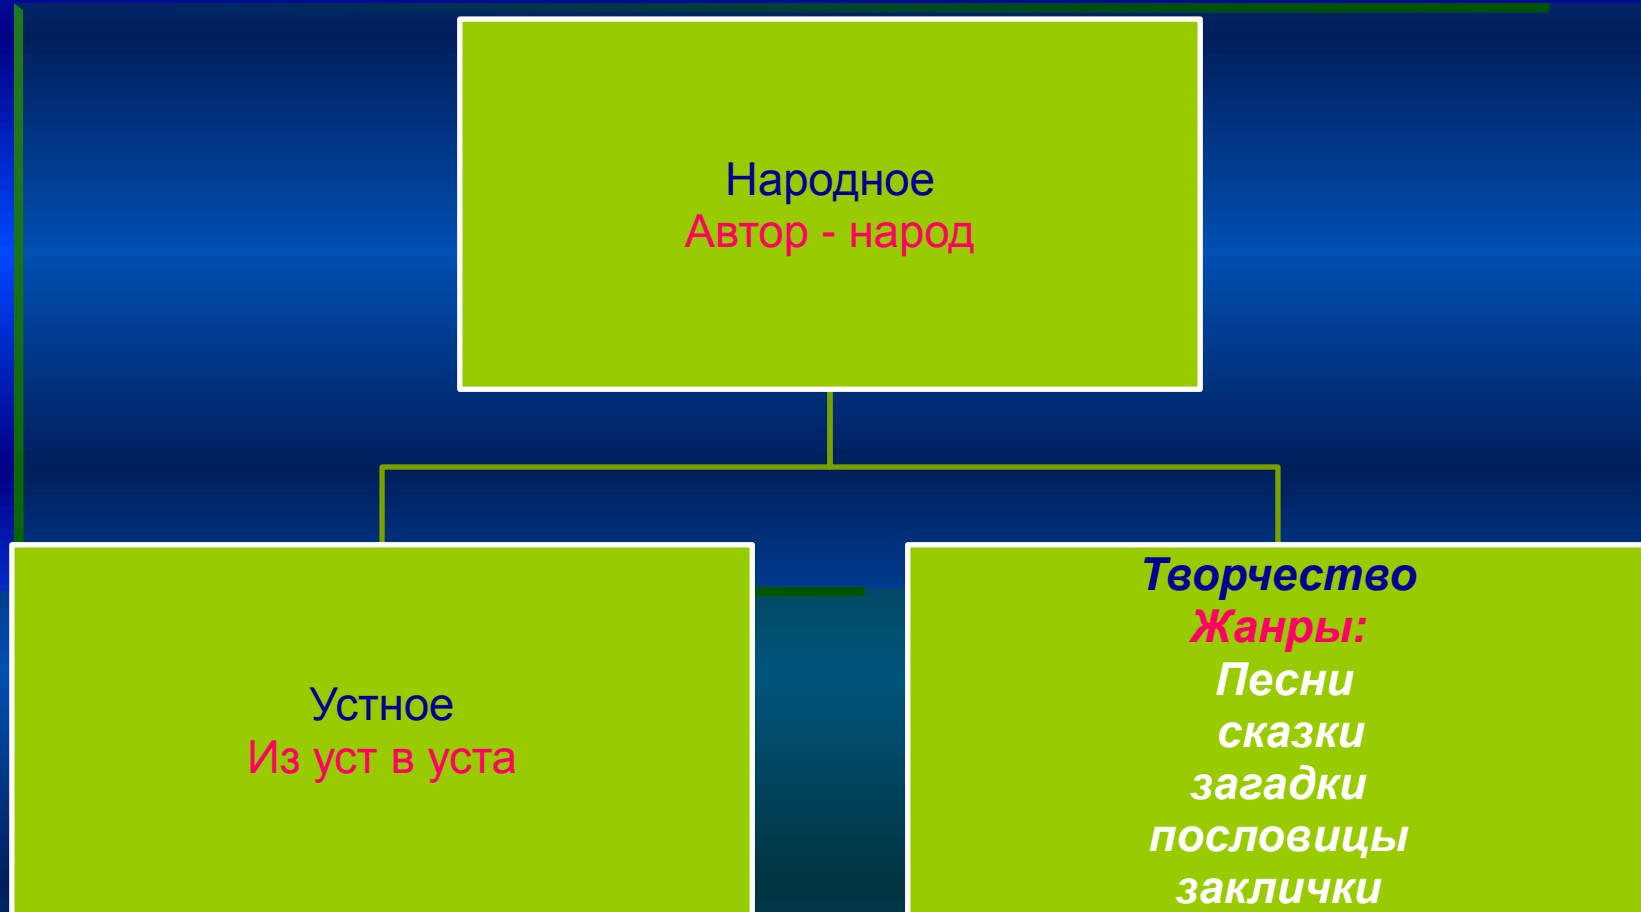 Народное
Автор - народ
Устное
Из уст в уста
Творчество
Жанры:
Песни
сказки
загадки
пословицы
заклички